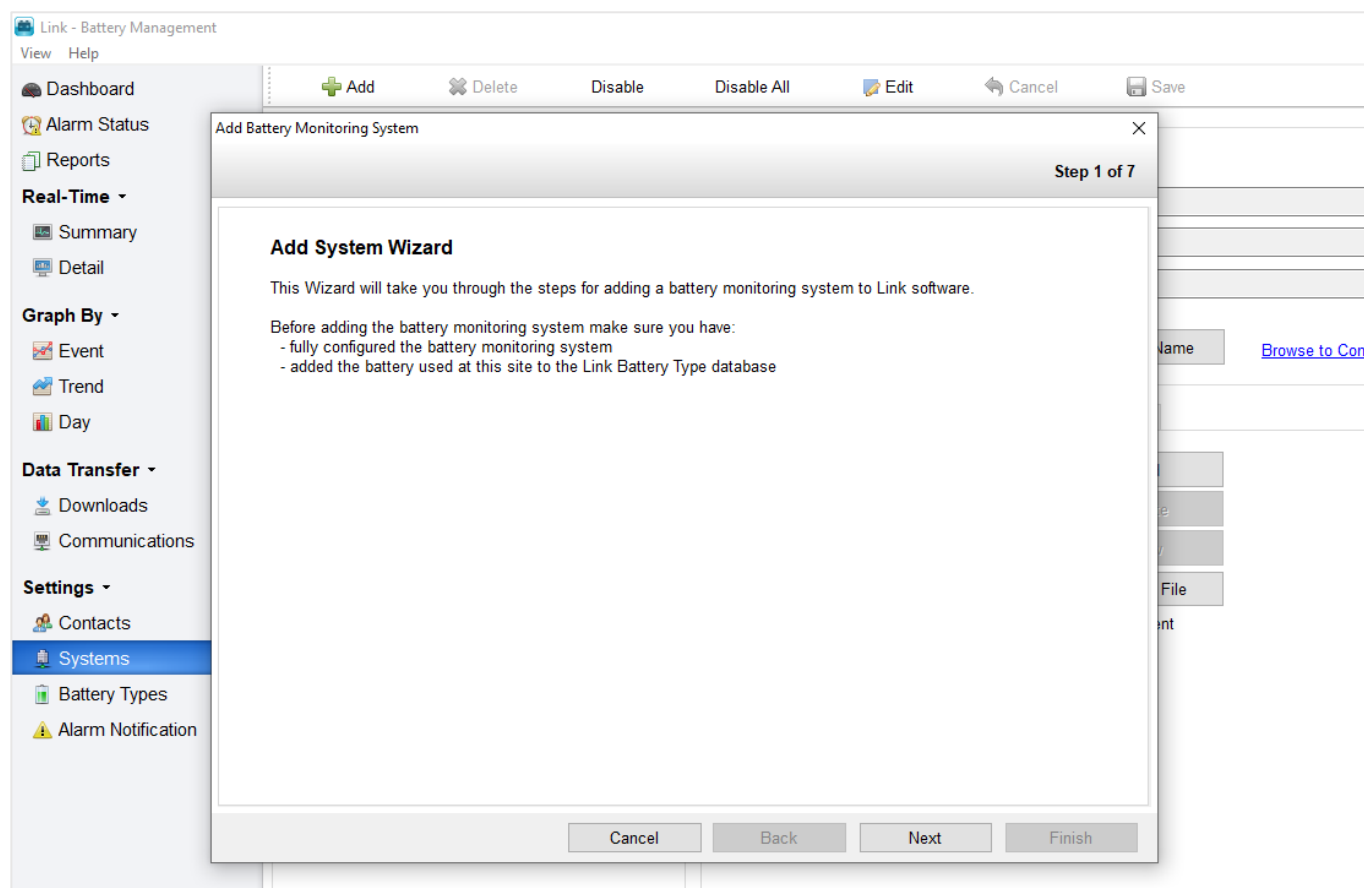 Link - Battery Management
View Help
Dashboard
Alarm Status
Reports
Real-Time
Summary
Detail
Graph By
Event
Trend
Day
Data Transfer
Downloads
Communications
Settings
Contacts
Systems
Battery Types
Alarm Notification
Add Delete Disable Disable All Edit Cancel Save
Add Battery Monitoring System
Step 1 of 7
Add System Wizard
This Wizard will take you through the steps for adding a battery monitoring system to Link software.
Before adding the battery monitoring system make sure you have:
- fully configured the battery monitoring system
- added the battery used at this site to the Link Battery Type database
Cancel Back Next Finish
Name Browse to Con
File